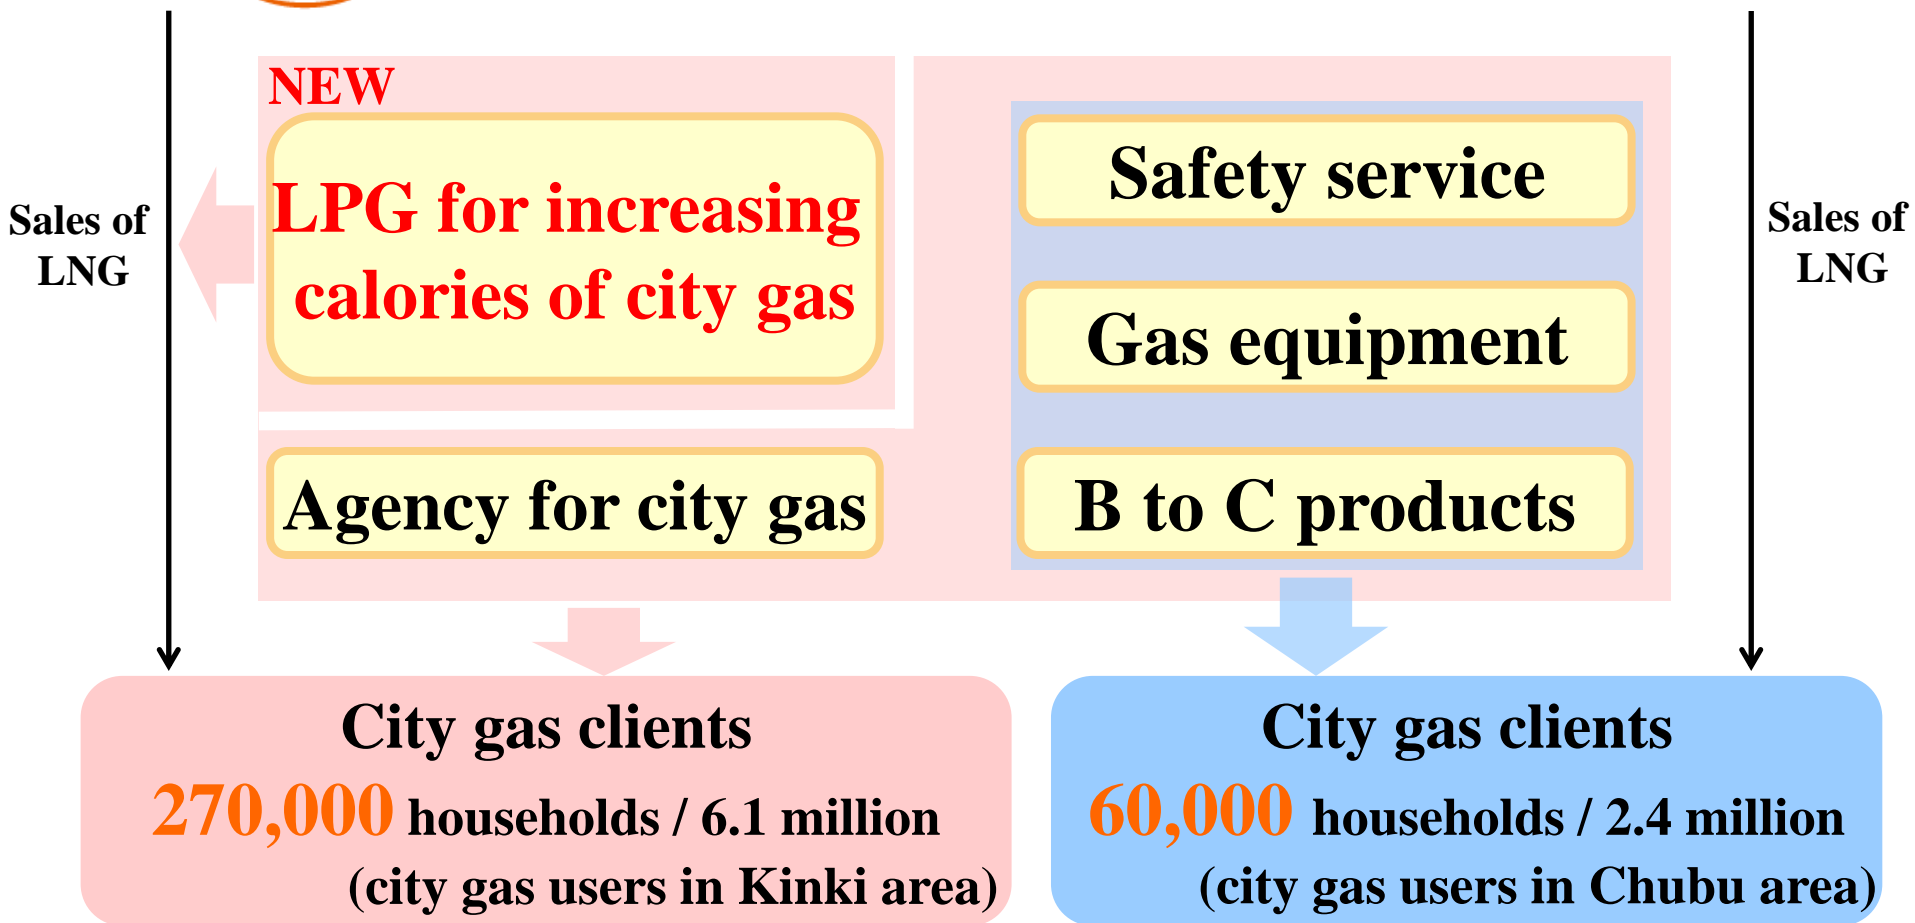 NEW
LPG for increasing
calories of city gas
Agency for city gas
Safety service
Gas equipment
B to C products
Sales of
LNG
Sales of
LNG
City gas clients
270,000 households / 6.1 million
(city gas users in Kinki area)
City gas clients
60,000 households / 2.4 million
(city gas users in Chubu area)